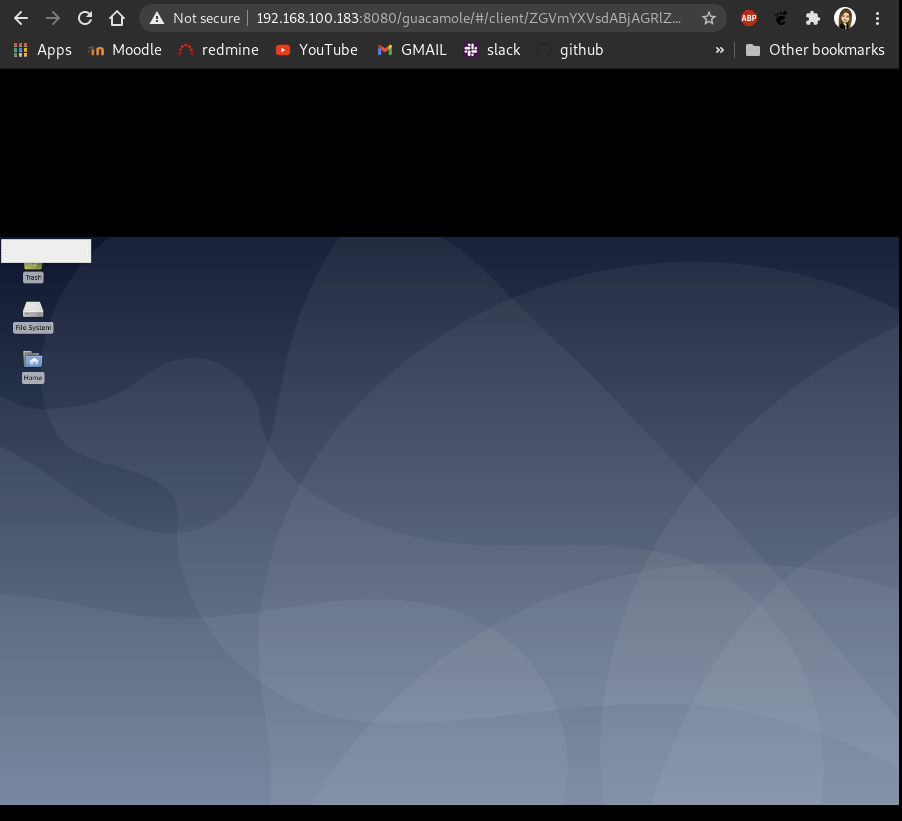 Not secure 192.168.100.183:8080/guacamole/#/client/ZGVmYXVsdABjAGRlZ... ABP
Apps Moodle redmine YouTube GMAIL slack github » Other bookmarks
Trash
File System
Home